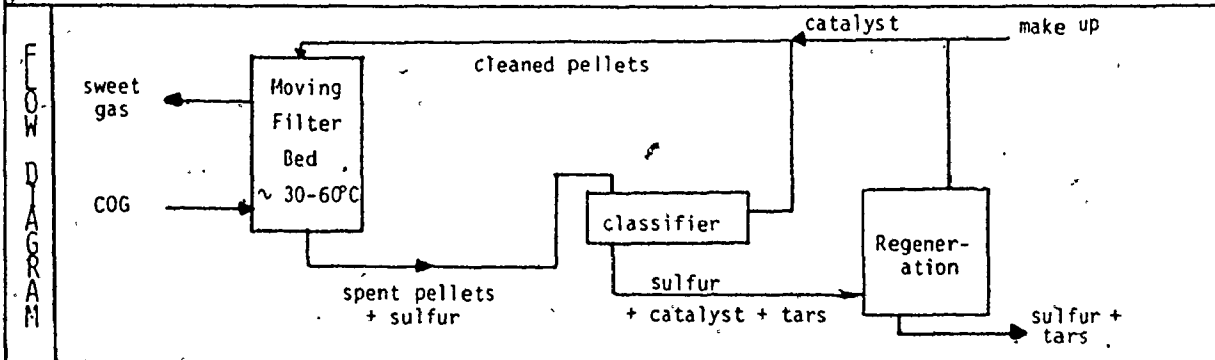 FLOW DIAGRAM
catalyst
make up
cleaned pellets
sweet
gas
Moving
Filter
Bed
~ 30-60°C
COG
classifier
Regener-
ation
spent pellets
+ sulfur
sulfur
+ catalyst + tars
sulfur +
tars